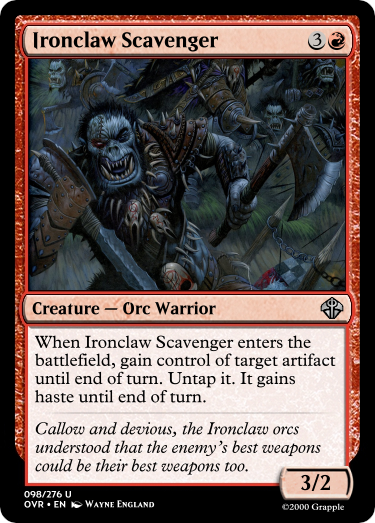 Ironclaw Scavenger 3
Creature — Orc Warrior
When Ironclaw Scavenger enters the
battlefield, gain control of target artifact
until end of turn. Untap it. It gains
haste until end of turn.
Callow and devious, the Ironclaw orcs
understood that the enemy's best weapons
could be their best weapons too.
3/2
098/276 U
OVR • EN Wayne England
©2000 Grapple